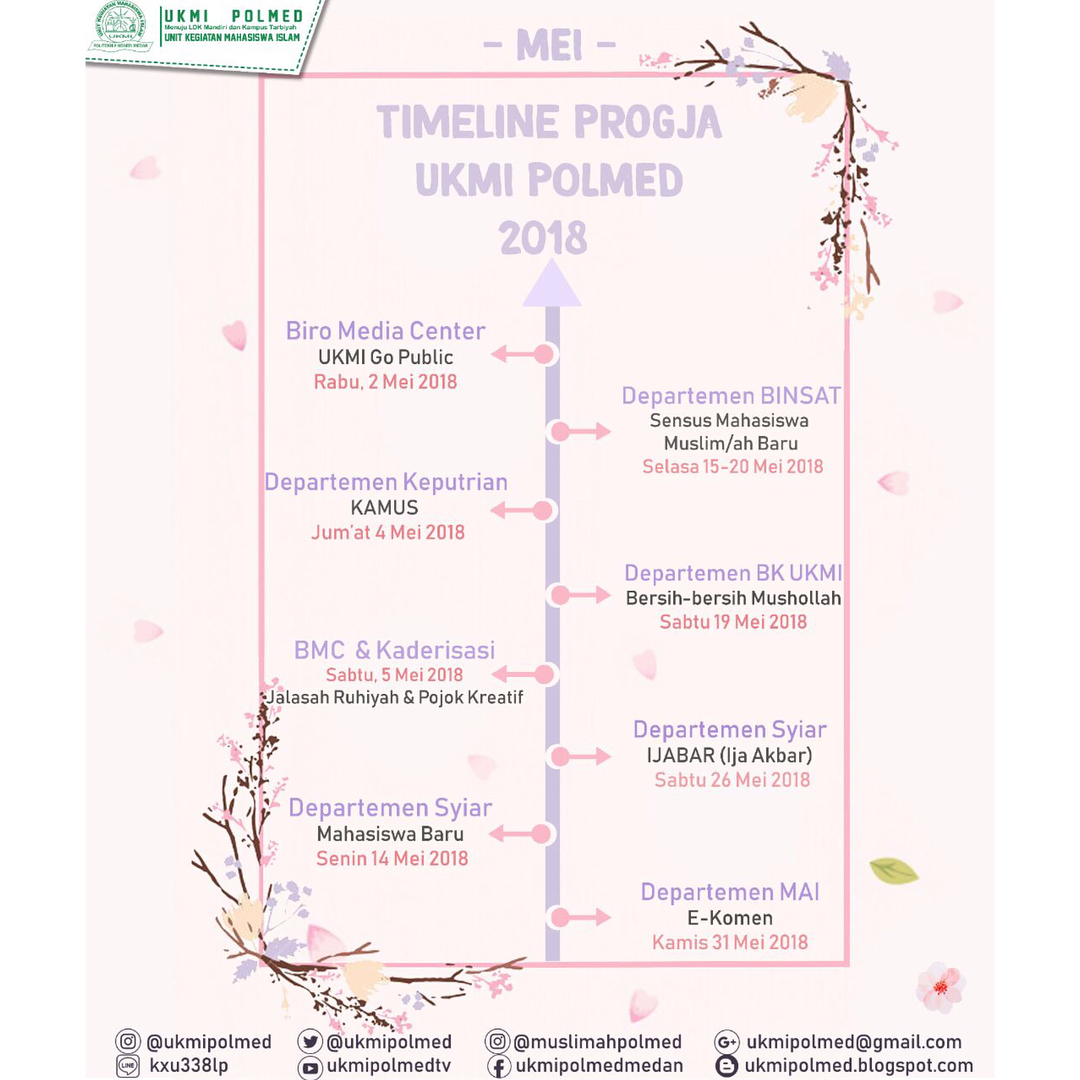 UKMI POLMED
Menuju LDK Mandiri dan Kampus Tarbiyah
UNIT KEGIATAN MAHASISWA ISLAM
- MEI -
TIMELINE PROGJA
UKMI POLMED
2018
Biro Media Center
UKMI Go Public
Rabu, 2 Mei 2018
Departemen BINSAT
Sensus Mahasiswa
Muslim/ah Baru
Selasa 15-20 Mei 2018
Departemen Keputrian
KAMUS
Jum'at 4 Mei 2018
Departemen BK UKMI
Bersih-bersih Mushollah
Sabtu 19 Mei 2018
BMC & Kaderisasi
Sabtu, 5 Mei 2018
Jalasah Ruhiyah & Pojok Kreatif
Departemen Syiar
IJABAR (Ija Akbar)
Sabtu 26 Mei 2018
Departemen Syiar
Mahasiswa Baru
Senin 14 Mei 2018
Departemen MAI
E-Komen
Kamis 31 Mei 2018
@ukmipolmed @ukmipolmed @muslimahpolmed G+ ukmipolmed@gmail.com
LINE kxu338lp ukmipolmedtv ukmipolmedmedan ukmipolmed.blogspot.com